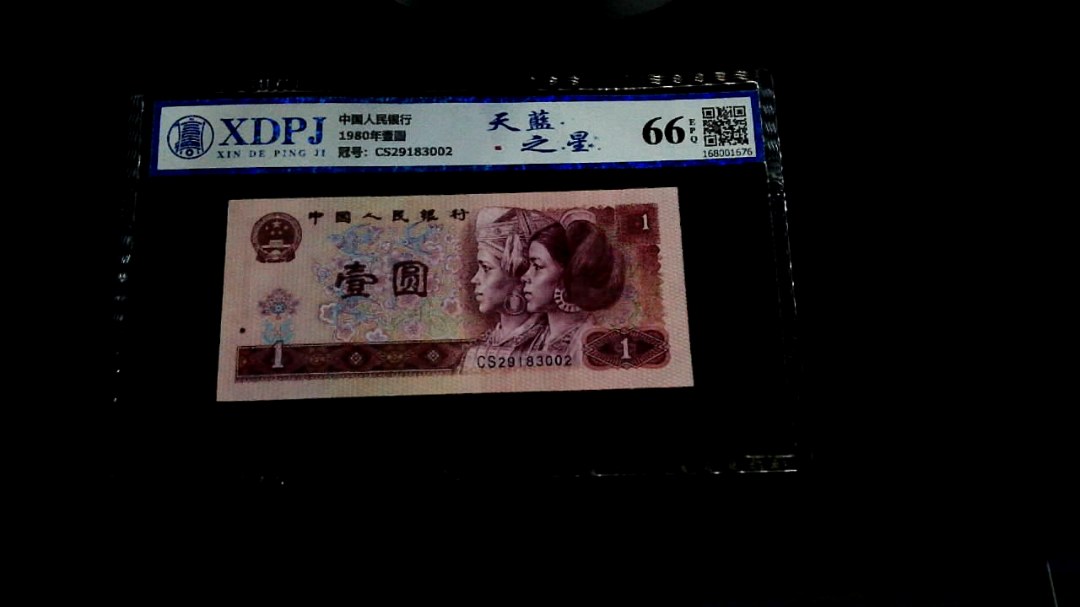 XDPJ
XIN DE PING JI
中国人民银行
1980年壹圆
冠号: CS29183002
天蓝之星
66
EPQ
168001676
中国人民银行
壹圆
1
1
CS29183002
1